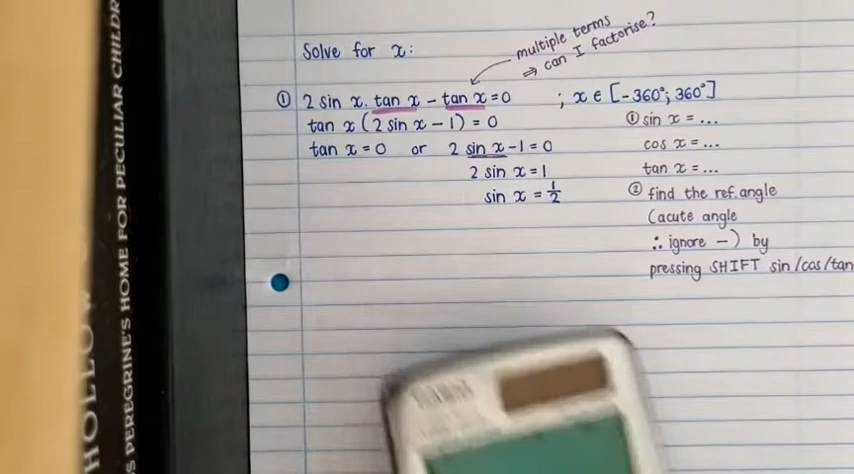 HOLLOW
S PEREGRINE'S HOME FOR PECULIAR CHILDR
Solve for x:
multiple terms
⇒ can I factorise?
① 2 sin x. tan x - tan x = 0 ; x ∈ [-360°; 360°]
tan x (2 sin x - 1) = 0
tan x = 0 or 2 sin x - 1 = 0
2 sin x = 1
sin x = 1/2
① sin x = ...
cos x = ...
tan x = ...
② find the ref. angle
(acute angle
∴ ignore -) by
pressing SHIFT sin/cos/tan